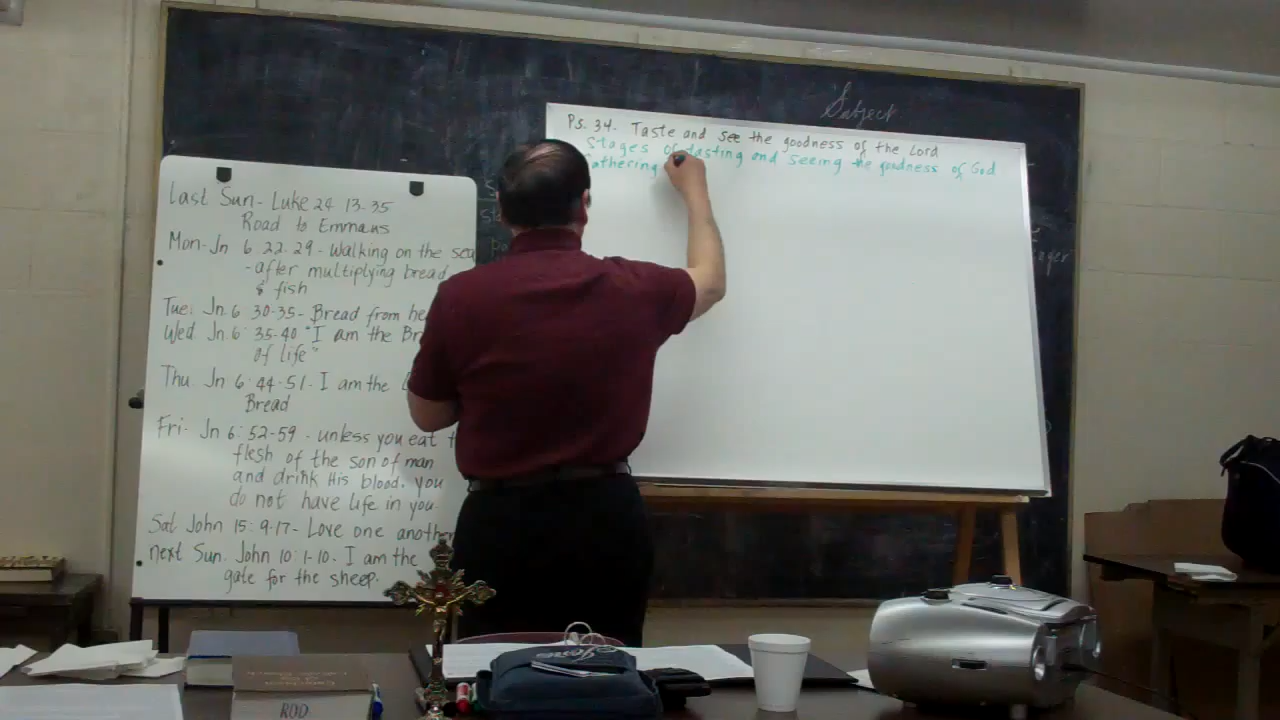 Subject
Ps. 34. Taste and see the goodness of the Lord
Stages of tasting and seeing the goodness of God
athering
Last Sun - Luke 24 13-35
Road to Emmaus
Mon - Jn 6 22-29 - Walking on the sea
- after multiplying bread
& fish
Tue: Jn. 6 30-35 - Bread from he
Wed Jn 6: 35-40 "I am the Br
of life"
Thu Jn 6:44-51 - I am the
Bread
Fri - Jn 6:52-59 - unless you eat
flesh of the son of man
and drink His blood, you
do not have life in you.
Sat John 15:9-17 - Love one another
next Sun. John 10:1-10. I am the
gate for the sheep.
ROD